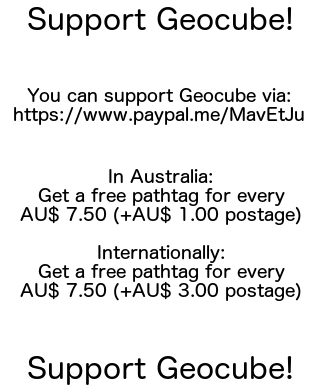 Support Geocube!
You can support Geocube via:
https://www.paypal.me/MavEtJu
In Australia:
Get a free pathtag for every
AU$ 7.50 (+AU$ 1.00 postage)
Internationally:
Get a free pathtag for every
AU$ 7.50 (+AU$ 3.00 postage)
Support Geocube!